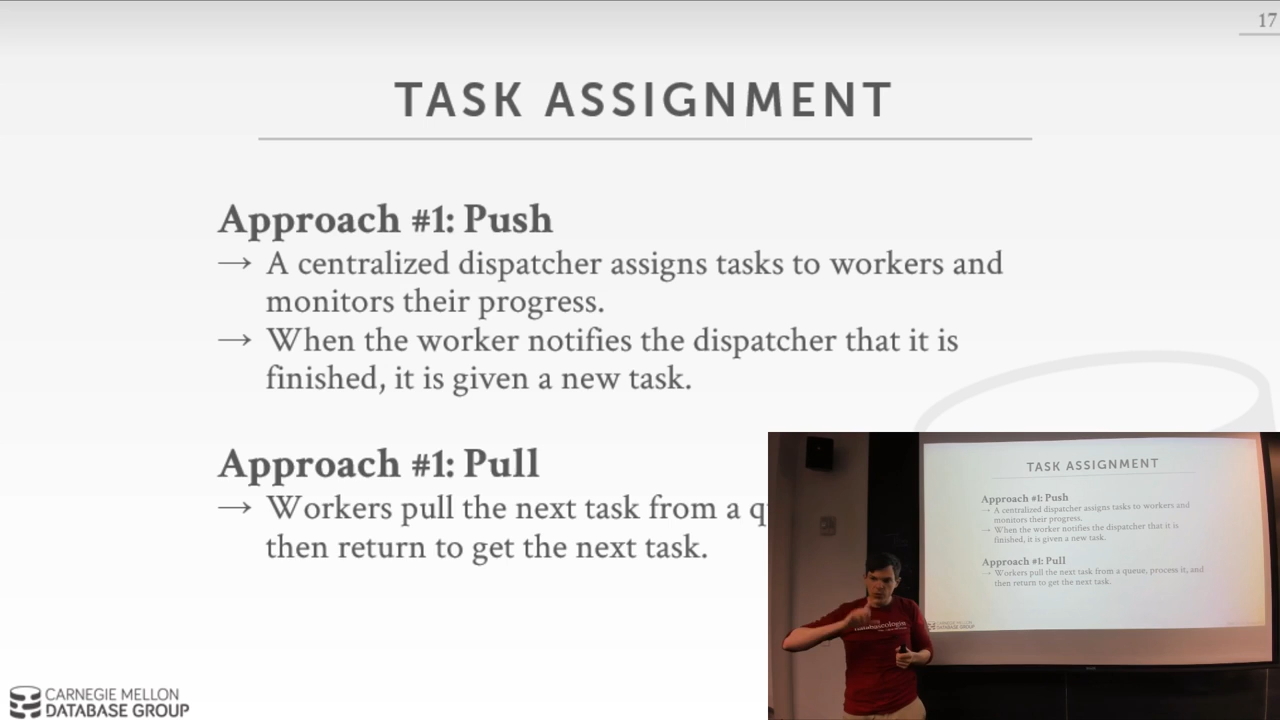 17
TASK ASSIGNMENT
Approach #1: Push
→ A centralized dispatcher assigns tasks to workers and
monitors their progress.
→ When the worker notifies the dispatcher that it is
finished, it is given a new task.
Approach #1: Pull
→ Workers pull the next task from a
then return to get the next task.
CARNEGIE MELLON
DATABASE GROUP
TASK ASSIGNMENT
Approach #1: Push
→ A centralized dispatcher assigns tasks to workers and
monitors their progress.
→ When the worker notifies the dispatcher that it is
finished, it is given a new task.
Approach #1: Pull
→ Workers pull the next task from a queue, process it, and
then return to get the next task.
CARNEGIE MELLON
DATABASE GROUP